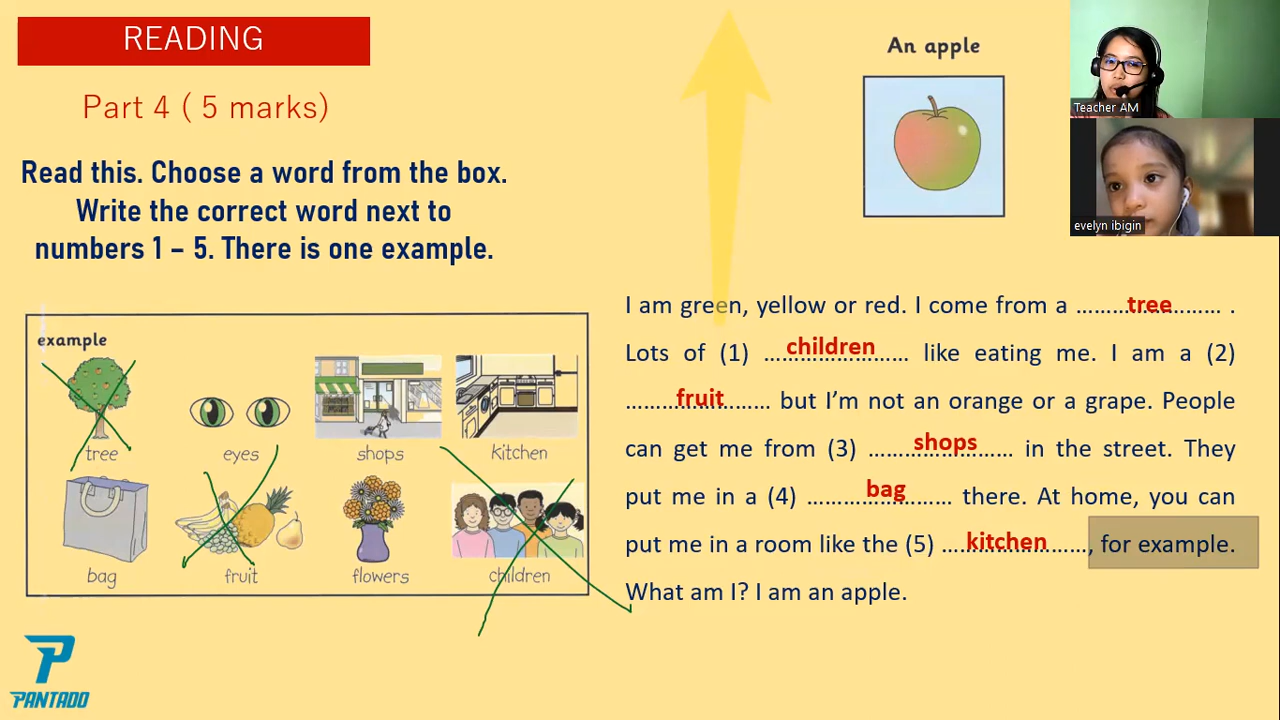 READING
Part 4 ( 5 marks)
Read this. Choose a word from the box.
Write the correct word next to
numbers 1 – 5. There is one example.
example
tree
eyes
shops
kitchen
bag
fruit
flowers
children
PANTADO
An apple
I am green, yellow or red. I come from a ………tree……… .
Lots of (1) ………children……… like eating me. I am a (2)
………fruit……… but I’m not an orange or a grape. People
can get me from (3) ………shops……… in the street. They
put me in a (4) ………bag……… there. At home, you can
put me in a room like the (5) ………kitchen………, for example.
What am I? I am an apple.
Teacher AM
evelyn ibigin